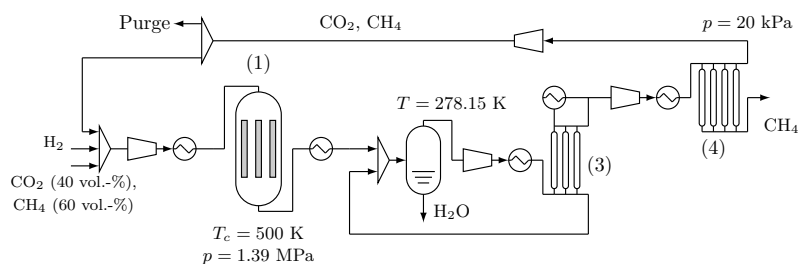 Purge
CO₂, CH₄
p = 20 kPa
(1)
T = 278.15 K
H₂
CO₂ (40 vol.-%),
CH₄ (60 vol.-%)
(3)
(4)
CH₄
H₂O
T_c = 500 K
p = 1.39 MPa